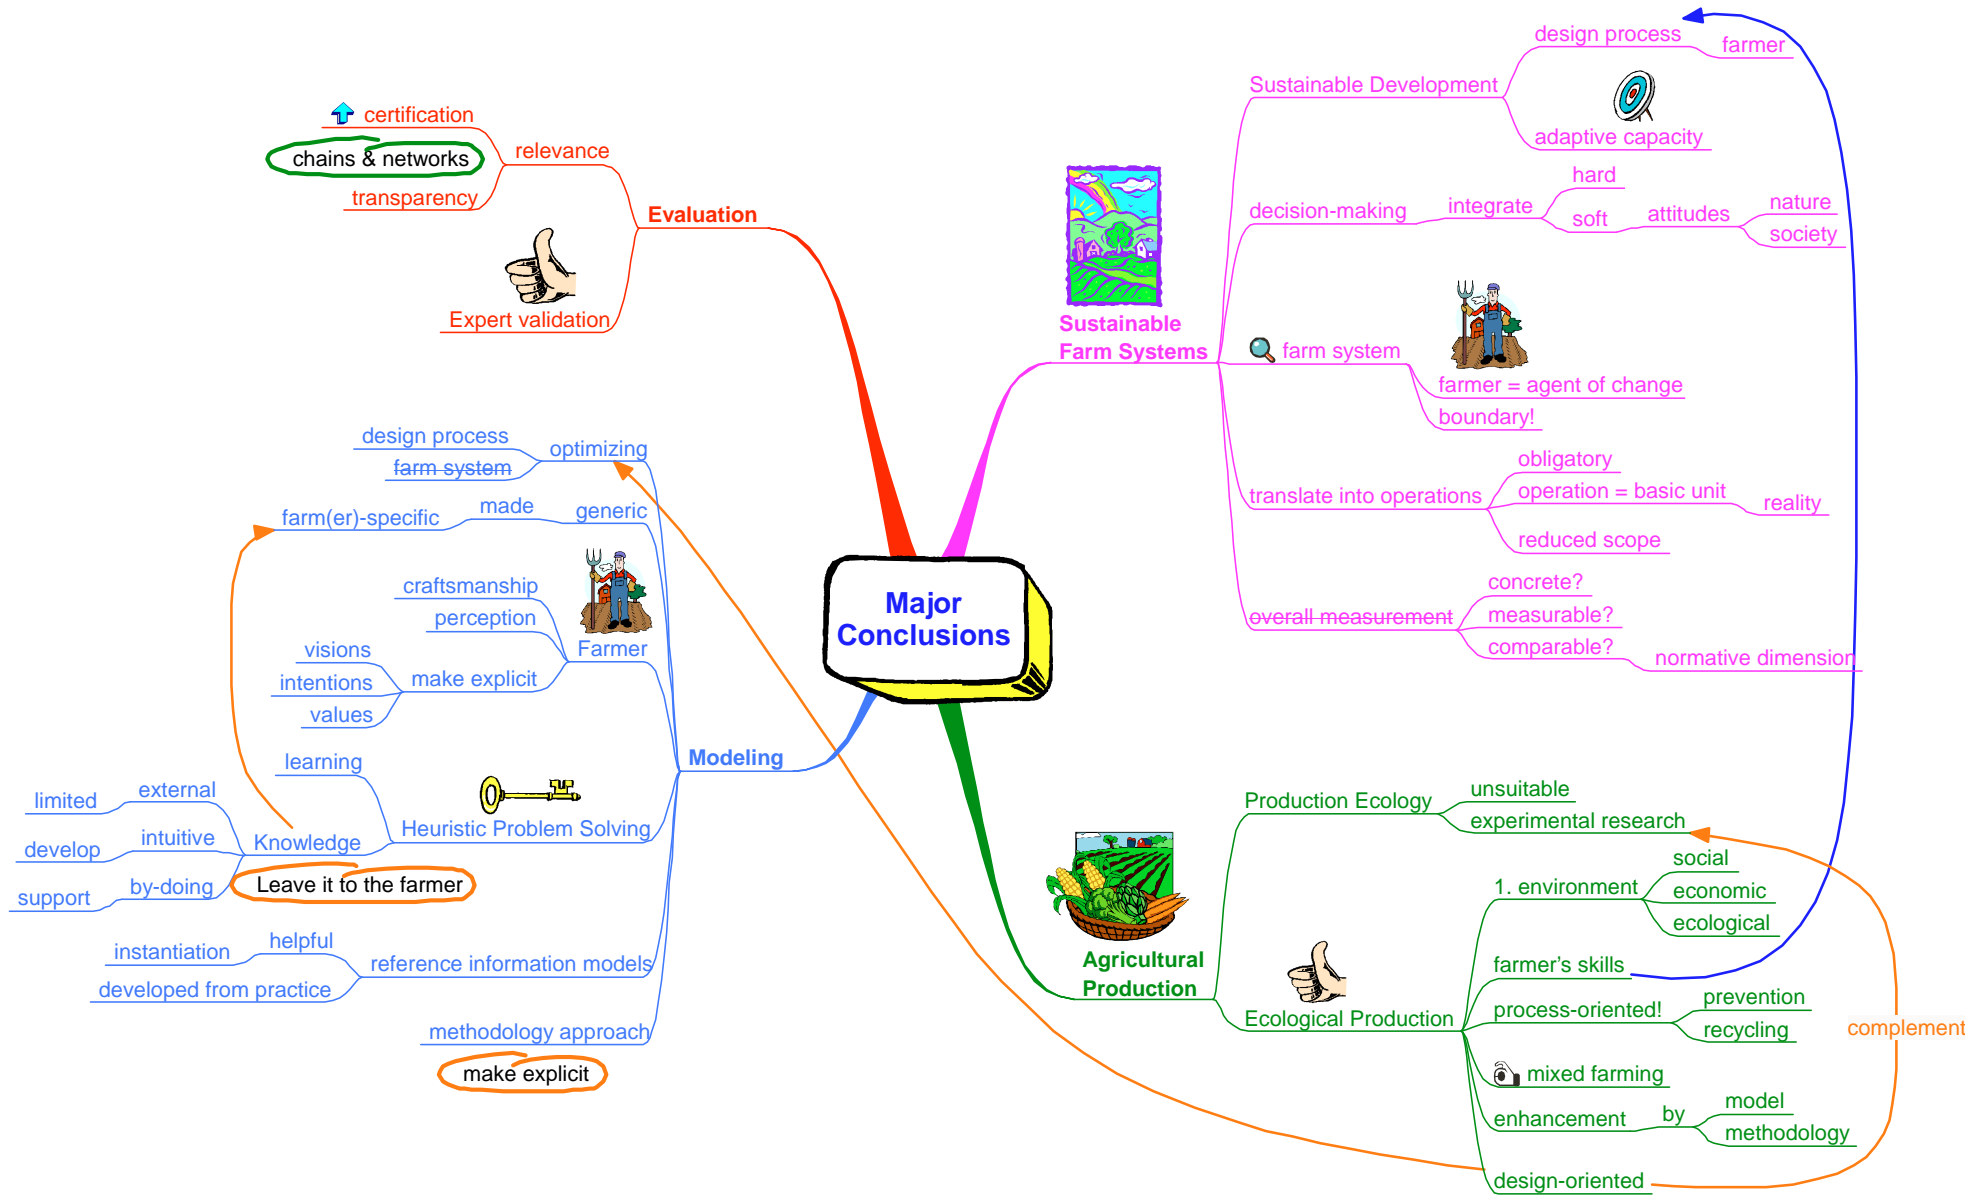 Major
Conclusions
Evaluation
relevance
certification
chains & networks
transparency
Expert validation
Sustainable
Farm Systems
Sustainable Development
design process
farmer
adaptive capacity
decision-making
integrate
hard
soft
attitudes
nature
society
farm system
farmer = agent of change
boundary!
translate into operations
obligatory
operation = basic unit
reality
reduced scope
overall measurement
concrete?
measurable?
comparable?
normative dimension
Modeling
optimizing
design process
farm system
generic
made
farm(er)-specific
Farmer
craftsmanship
perception
make explicit
visions
intentions
values
Heuristic Problem Solving
learning
Knowledge
external
limited
intuitive
develop
by-doing
support
Leave it to the farmer
reference information models
helpful
instantiation
developed from practice
methodology approach
make explicit
Agricultural
Production
Production Ecology
unsuitable
experimental research
Ecological Production
1. environment
social
economic
ecological
farmer's skills
process-oriented!
prevention
recycling
mixed farming
enhancement
by
model
methodology
design-oriented
complement